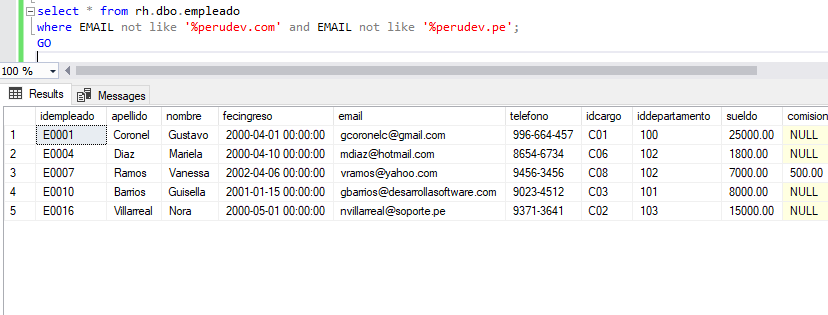 select * from rh.dbo.empleado
where EMAIL not like '%perudev.com' and EMAIL not like '%perudev.pe';
GO
100 %
Results Messages
idempleado apellido nombre fecingreso email telefono idcargo iddepartamento sueldo comision
1 E0001 Coronel Gustavo 2000-04-01 00:00:00 gcoronelc@gmail.com 996-664-457 C01 100 25000.00 NULL
2 E0004 Diaz Mariela 2000-04-10 00:00:00 mdiaz@hotmail.com 8654-6734 C06 102 1800.00 NULL
3 E0007 Ramos Vanessa 2002-04-06 00:00:00 vramos@yahoo.com 9456-3456 C08 102 7000.00 500.00
4 E0010 Barrios Guisella 2001-01-15 00:00:00 gbarrios@desarrollasoftware.com 9023-4512 C03 101 8000.00 NULL
5 E0016 Villarreal Nora 2000-05-01 00:00:00 nvillarreal@soporte.pe 9371-3641 C02 103 15000.00 NULL